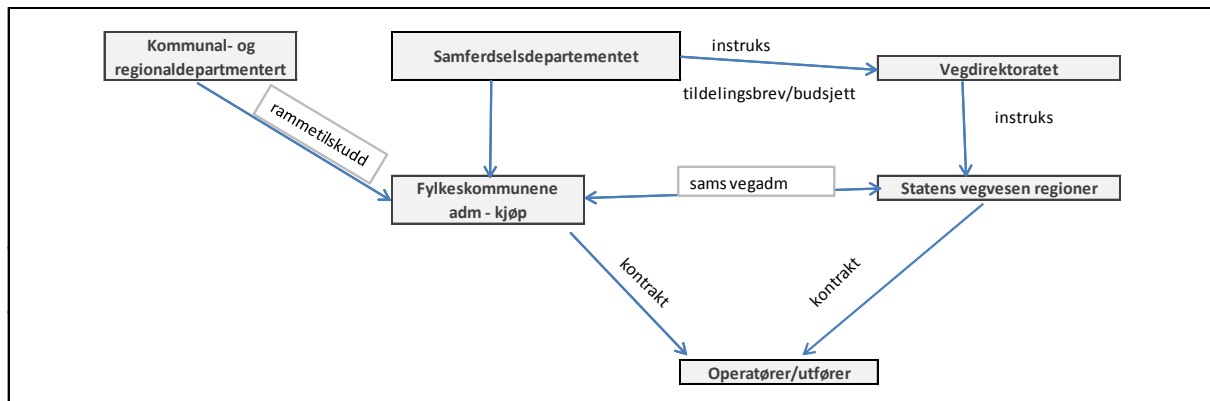 Kommunal- og
regionaldepartmentert
Samferdselsdepartementet
instruks
Vegdirektoratet
tildelingsbrev/budsjett
rammetilskudd
instruks
Fylkeskommunene
adm - kjøp
sams vegadm
Statens vegvesen regioner
kontrakt
kontrakt
Operatører/utfører